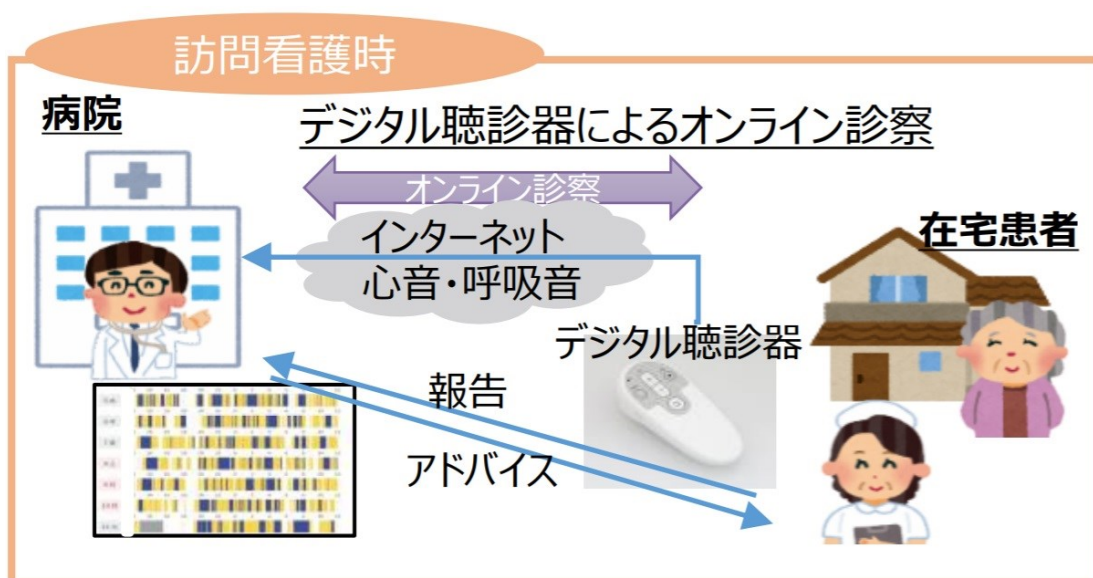 訪問看護時
病院
デジタル聴診器によるオンライン診察
オンライン診察
インターネット
心音・呼吸音
在宅患者
デジタル聴診器
報告
アドバイス